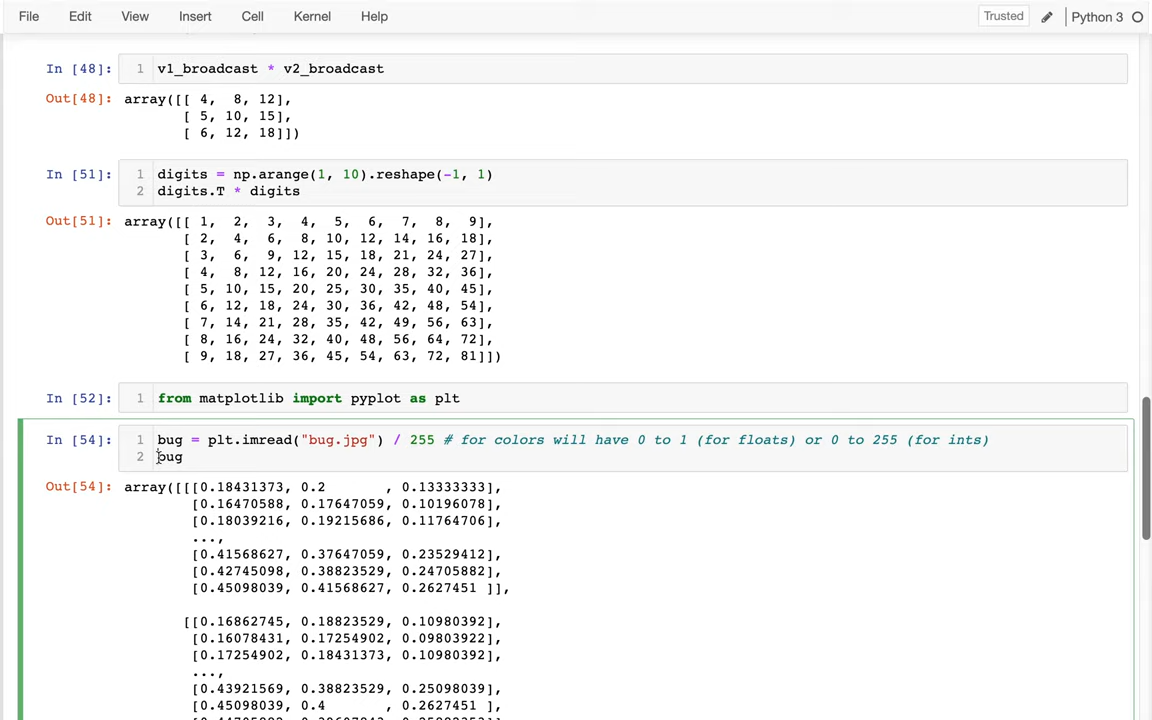 File Edit View Insert Cell Kernel Help Trusted Python 3
In [48]: 1 v1_broadcast * v2_broadcast
Out[48]: array([[ 4, 8, 12],
[ 5, 10, 15],
[ 6, 12, 18]])
In [51]: 1 digits = np.arange(1, 10).reshape(-1, 1)
2 digits.T * digits
Out[51]: array([[ 1, 2, 3, 4, 5, 6, 7, 8, 9],
[ 2, 4, 6, 8, 10, 12, 14, 16, 18],
[ 3, 6, 9, 12, 15, 18, 21, 24, 27],
[ 4, 8, 12, 16, 20, 24, 28, 32, 36],
[ 5, 10, 15, 20, 25, 30, 35, 40, 45],
[ 6, 12, 18, 24, 30, 36, 42, 48, 54],
[ 7, 14, 21, 28, 35, 42, 49, 56, 63],
[ 8, 16, 24, 32, 40, 48, 56, 64, 72],
[ 9, 18, 27, 36, 45, 54, 63, 72, 81]])
In [52]: 1 from matplotlib import pyplot as plt
In [54]: 1 bug = plt.imread("bug.jpg") / 255 # for colors will have 0 to 1 (for floats) or 0 to 255 (for ints)
2 bug
Out[54]: array([[[0.18431373, 0.2 , 0.13333333],
[0.16470588, 0.17647059, 0.10196078],
[0.18039216, 0.19215686, 0.11764706],
...,
[0.41568627, 0.37647059, 0.23529412],
[0.42745098, 0.38823529, 0.24705882],
[0.45098039, 0.41568627, 0.2627451 ]],
[[0.16862745, 0.18823529, 0.10980392],
[0.16078431, 0.17254902, 0.09803922],
[0.17254902, 0.18431373, 0.10980392],
...,
[0.43921569, 0.38823529, 0.25098039],
[0.45098039, 0.4 , 0.2627451 ],